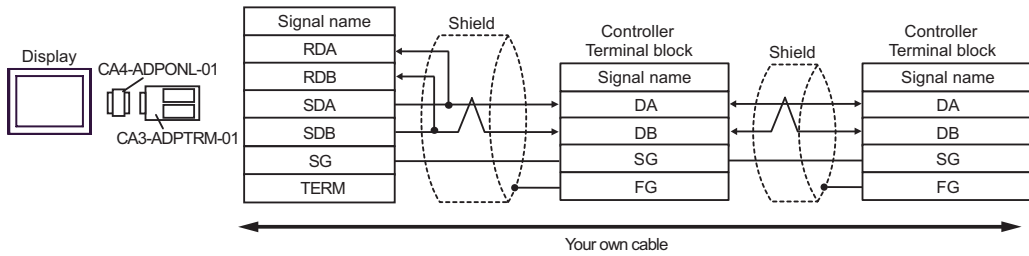 Display
CA4-ADPONL-01
CA3-ADPTRM-01
Signal name
RDA
RDB
SDA
SDB
SG
TERM
Shield
Controller
Terminal block
Signal name
DA
DB
SG
FG
Shield
Controller
Terminal block
Signal name
DA
DB
SG
FG
Your own cable